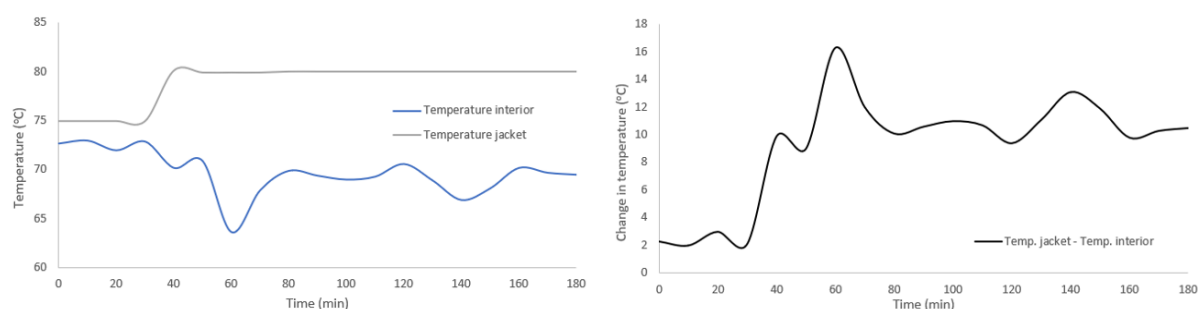 85
80
75
70
65
60
Temperature (°C)
Temperature interior
Temperature jacket
0 20 40 60 80 100 120 140 160 180
Time (min)
18
16
14
12
10
8
6
4
2
0
Change in temperature (°C)
Temp. jacket - Temp. interior
0 20 40 60 80 100 120 140 160 180
Time (min)